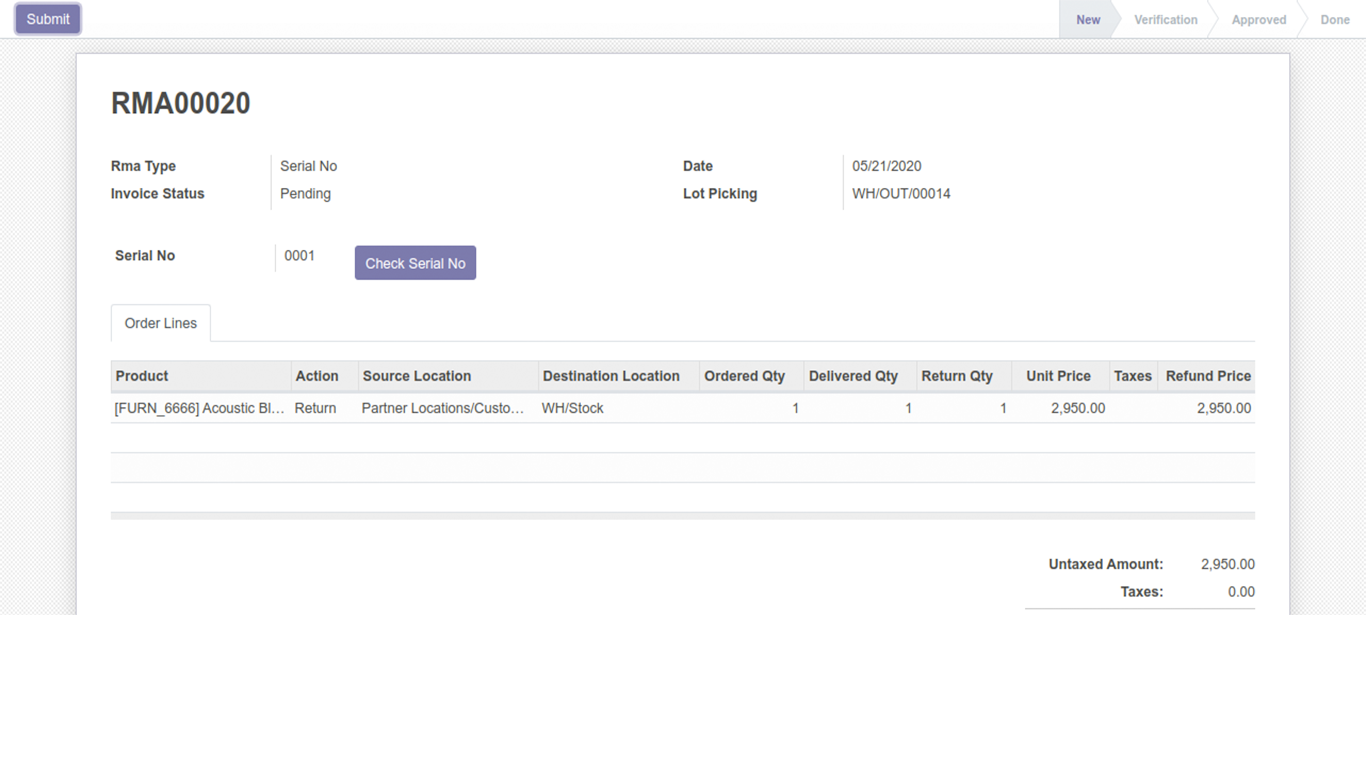 Submit New Verification Approved Done
RMA00020
Rma Type Serial No Date 05/21/2020
Invoice Status Pending Lot Picking WH/OUT/00014
Serial No 0001 Check Serial No
Order Lines
Product Action Source Location Destination Location Ordered Qty Delivered Qty Return Qty Unit Price Taxes Refund Price
[FURN_6666] Acoustic Bl... Return Partner Locations/Custo... WH/Stock 1 1 1 2,950.00 2,950.00
Untaxed Amount: 2,950.00
Taxes: 0.00